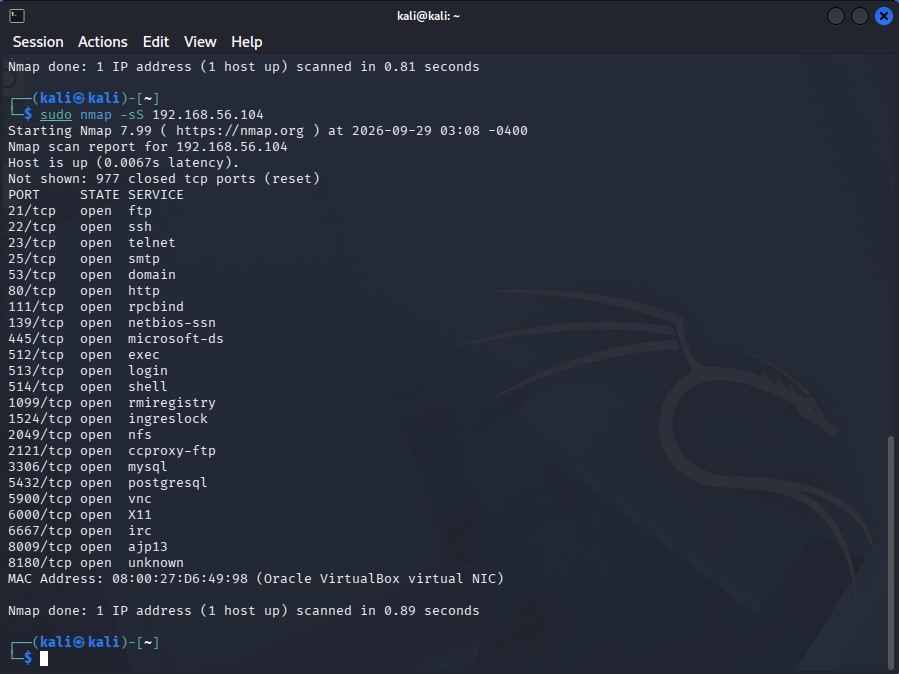 kali@kali: ~
Session Actions Edit View Help
Nmap done: 1 IP address (1 host up) scanned in 0.81 seconds
┌──(kali㉿kali)-[~]
└─$ sudo nmap -sS 192.168.56.104
Starting Nmap 7.99 ( https://nmap.org ) at 2026-09-29 03:08 -0400
Nmap scan report for 192.168.56.104
Host is up (0.0067s latency).
Not shown: 977 closed tcp ports (reset)
PORT     STATE SERVICE
21/tcp   open  ftp
22/tcp   open  ssh
23/tcp   open  telnet
25/tcp   open  smtp
53/tcp   open  domain
80/tcp   open  http
111/tcp  open  rpcbind
139/tcp  open  netbios-ssn
445/tcp  open  microsoft-ds
512/tcp  open  exec
513/tcp  open  login
514/tcp  open  shell
1099/tcp open  rmiregistry
1524/tcp open  ingreslock
2049/tcp open  nfs
2121/tcp open  ccproxy-ftp
3306/tcp open  mysql
5432/tcp open  postgresql
5900/tcp open  vnc
6000/tcp open  X11
6667/tcp open  irc
8009/tcp open  ajp13
8180/tcp open  unknown
MAC Address: 08:00:27:D6:49:98 (Oracle VirtualBox virtual NIC)
Nmap done: 1 IP address (1 host up) scanned in 0.89 seconds
┌──(kali㉿kali)-[~]
└─$